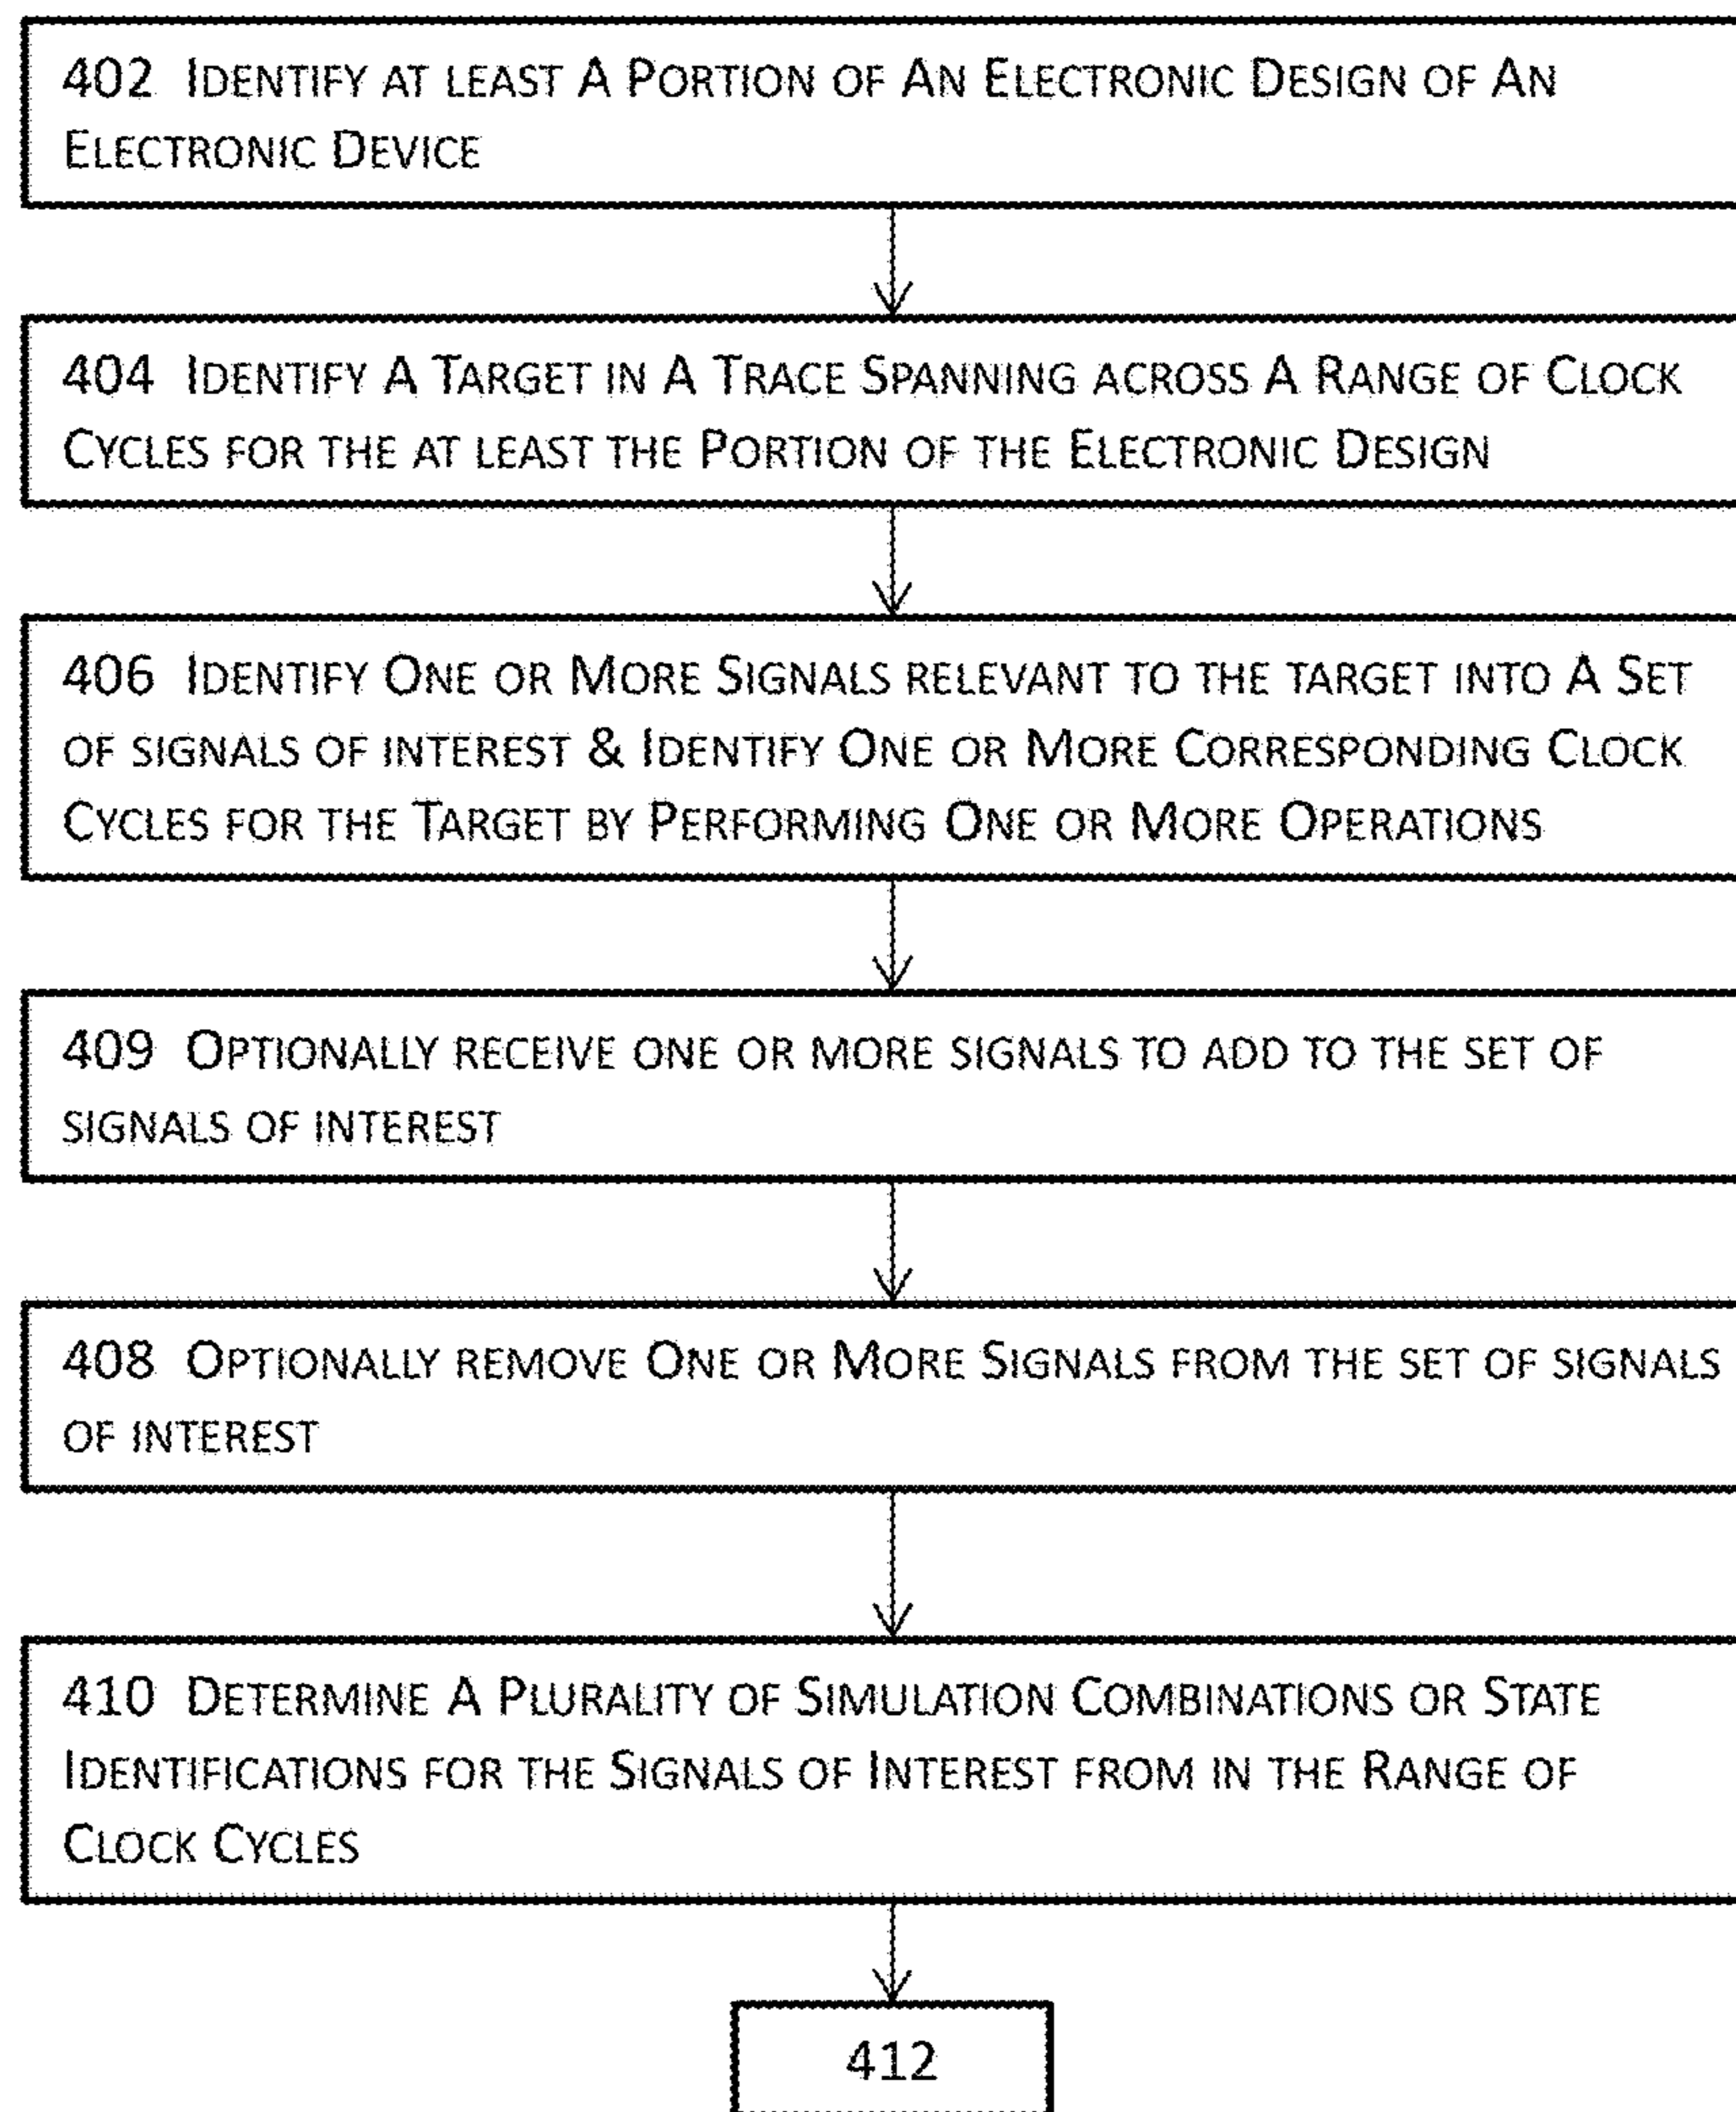 402 Identify at least A Portion of An Electronic Design of An
Electronic Device
404 Identify A Target in A Trace Spanning across A Range of Clock
Cycles for the at least the Portion of the Electronic Design
406 Identify One or More Signals relevant to the target into A Set
of signals of interest & Identify One or More Corresponding Clock
Cycles for the Target by Performing One or More Operations
409 Optionally receive one or more signals to add to the set of
signals of interest
408 Optionally remove One or More Signals from the set of signals
of interest
410 Determine A Plurality of Simulation Combinations or State
Identifications for the Signals of Interest from in the Range of
Clock Cycles
412